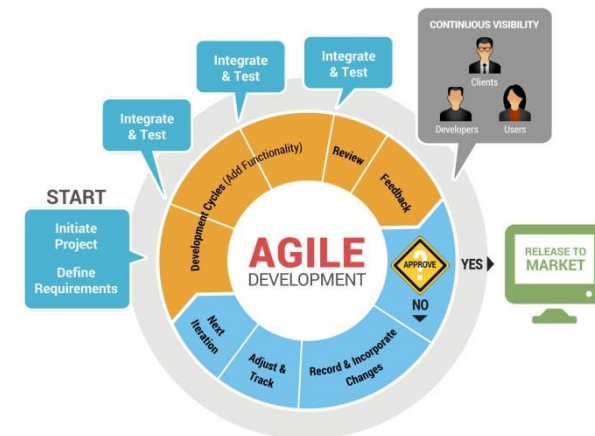 CONTINUOUS VISIBILITY
Clients
Developers
Users
Integrate
& Test
Integrate
& Test
Integrate
& Test
START
Initiate
Project
Define
Requirements
Development Cycles (Add Functionality)
Review
Feedback
AGILE
DEVELOPMENT
?
APPROVE
YES
NO
RELEASE TO
MARKET
Record & Incorporate
Changes
Adjust &
Track
Next
Iteration